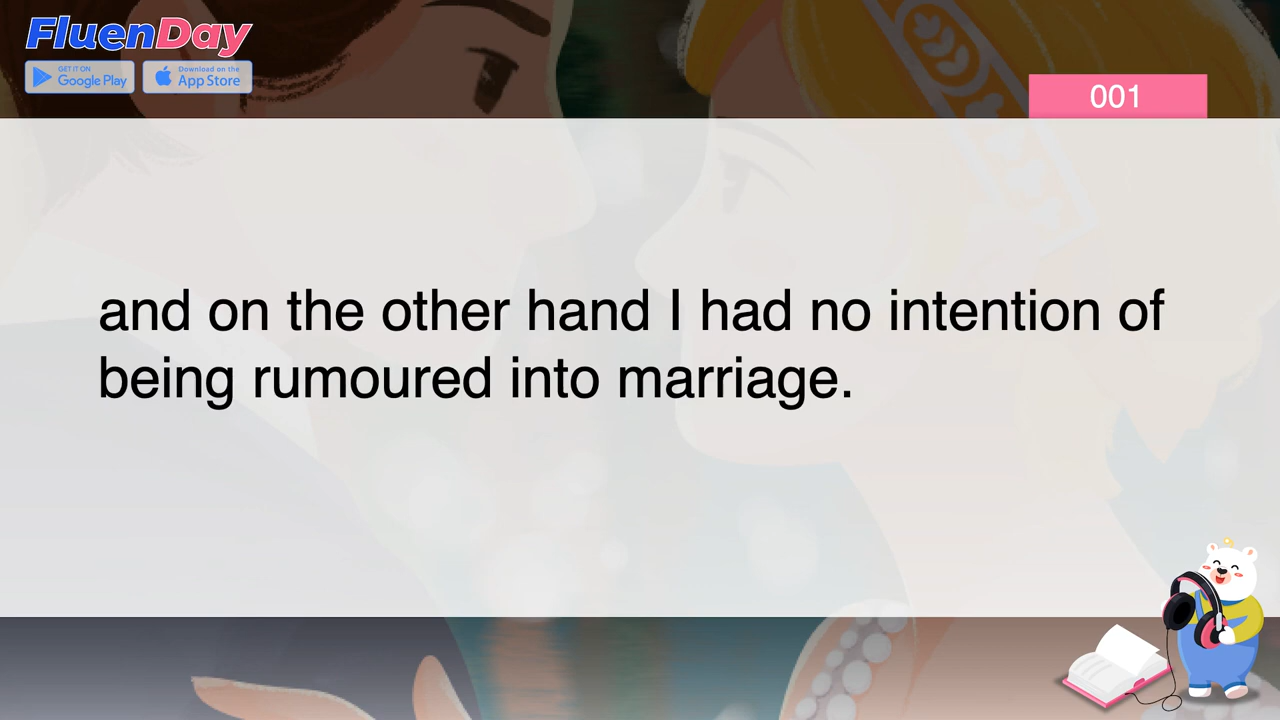 FluenDay
GET IT ON
Google Play
Download on the
App Store
001
and on the other hand I had no intention of
being rumoured into marriage.